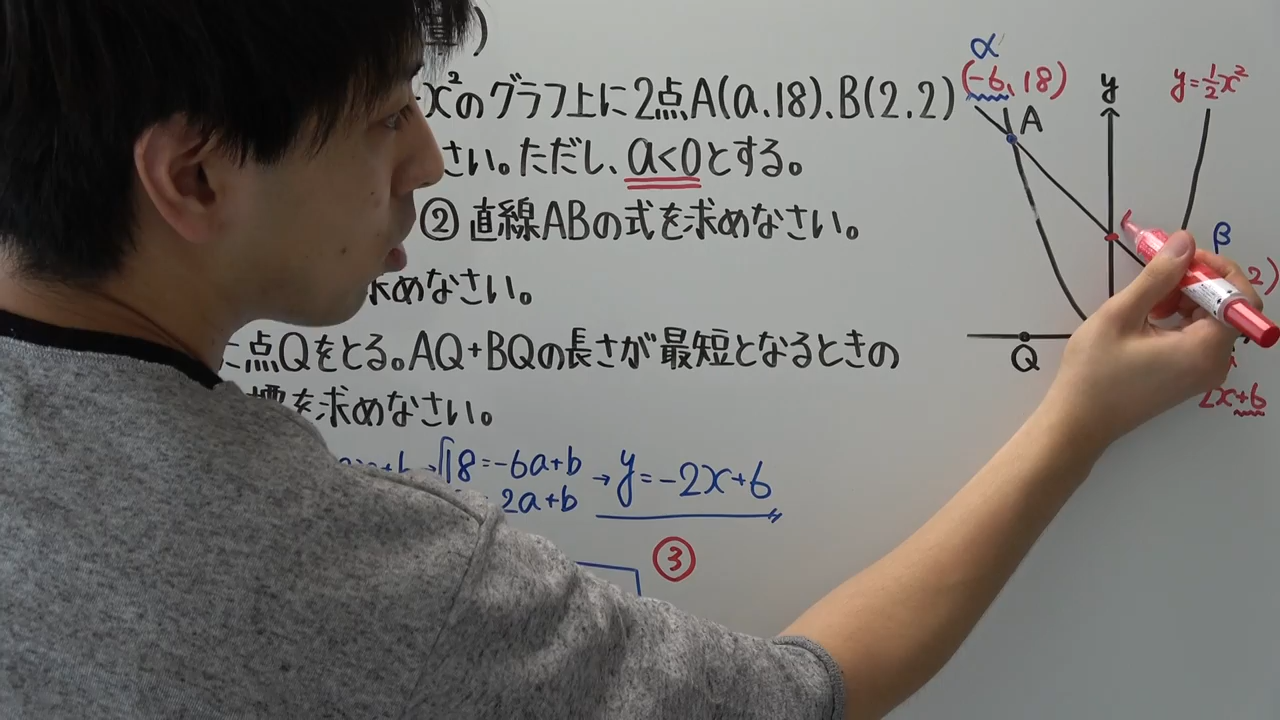 )
x²のグラフ上に2点A(a,18)、B(2,2)
さい。ただし、a<0とする。
② 直線ABの式を求めなさい。
求めなさい。
に点Qをとる。AQ+BQの長さが最短となるときの
標を求めなさい。
18=-6a+b → y=-2x+6
2a+b
③
α
(-6,18)
y
y=1/2x²
A
β
2)
Q
2x+6